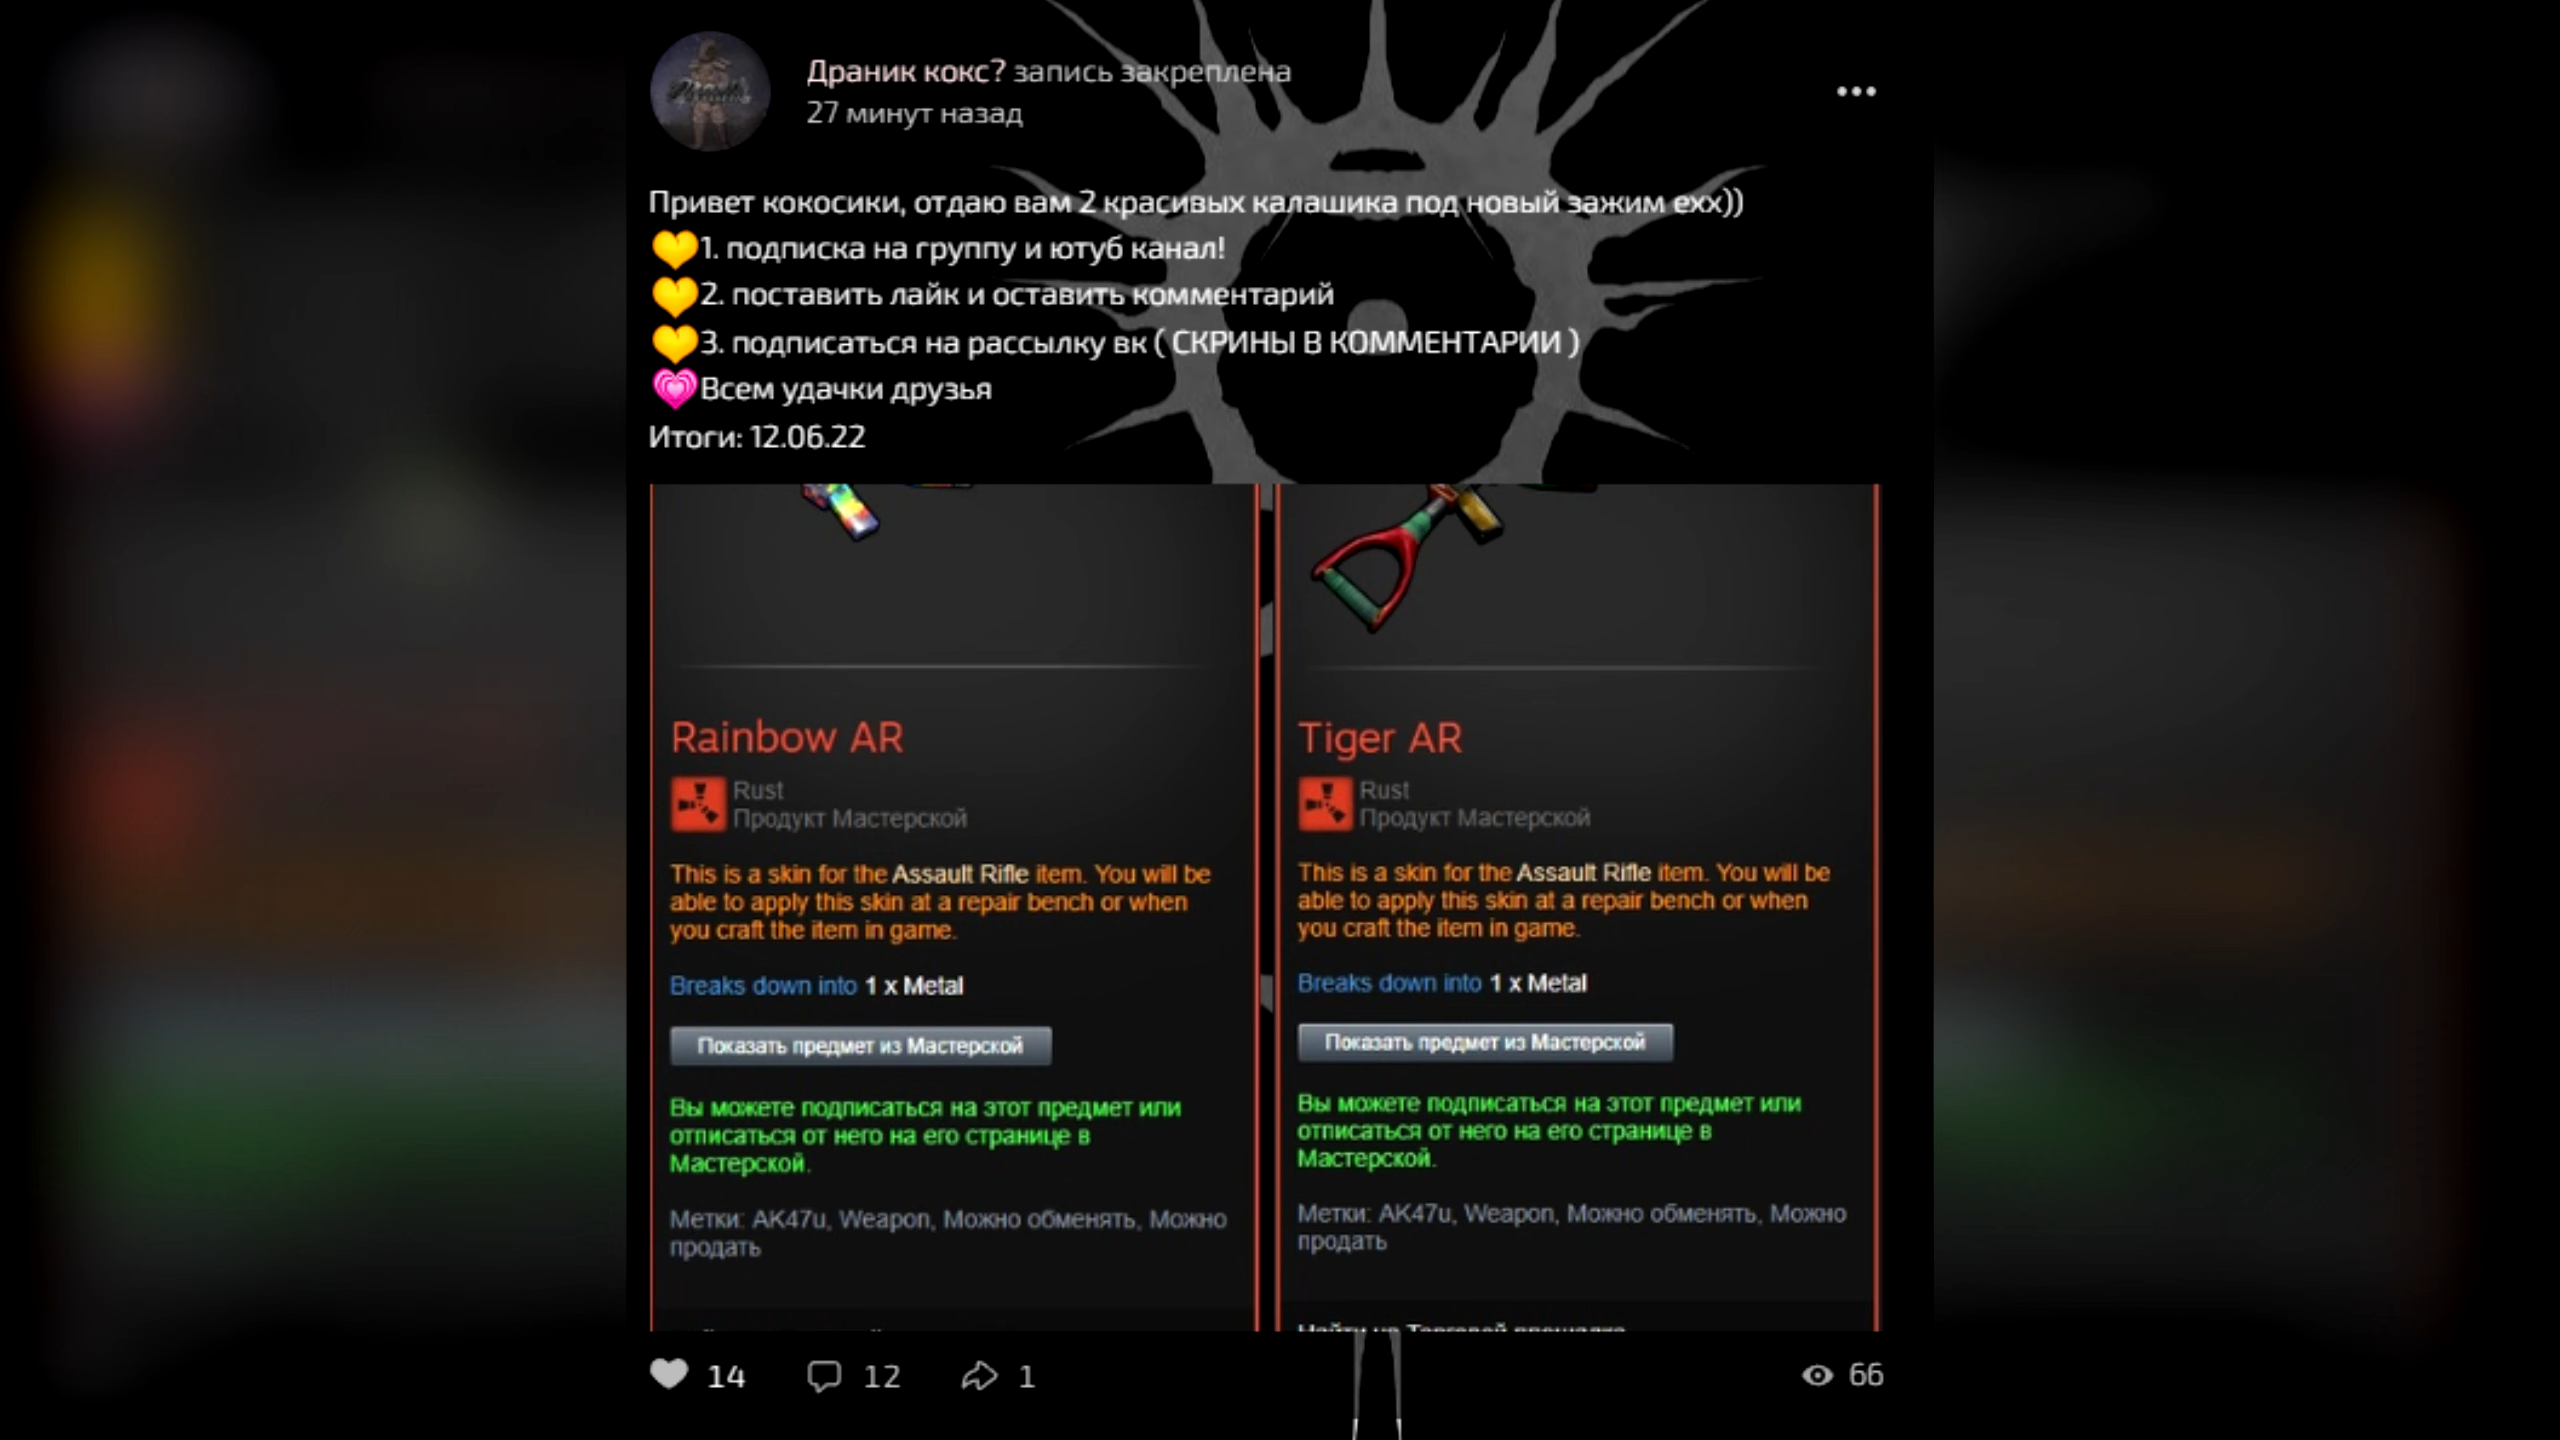 Драник кокс? запись закреплена
27 минут назад
Привет кокосики, отдаю вам 2 красивых калашика под новый зажим ехх))
💛1. подписка на группу и ютуб канал!
💛2. поставить лайк и оставить комментарий
💛3. подписаться на рассылку вк ( СКРИНЫ В КОММЕНТАРИИ )
💗Всем удачки друзья
Итоги: 12.06.22
Rainbow AR
Rust
Продукт Мастерской
This is a skin for the Assault Rifle item. You will be
able to apply this skin at a repair bench or when
you craft the item in game.
Breaks down into 1 x Metal
Показать предмет из Мастерской
Вы можете подписаться на этот предмет или
отписаться от него на его странице в
Мастерской.
Метки: AK47u, Weapon, Можно обменять, Можно
продать
Tiger AR
Rust
Продукт Мастерской
This is a skin for the Assault Rifle item. You will be
able to apply this skin at a repair bench or when
you craft the item in game.
Breaks down into 1 x Metal
Показать предмет из Мастерской
Вы можете подписаться на этот предмет или
отписаться от него на его странице в
Мастерской.
Метки: AK47u, Weapon, Можно обменять, Можно
продать
14 12 1 66